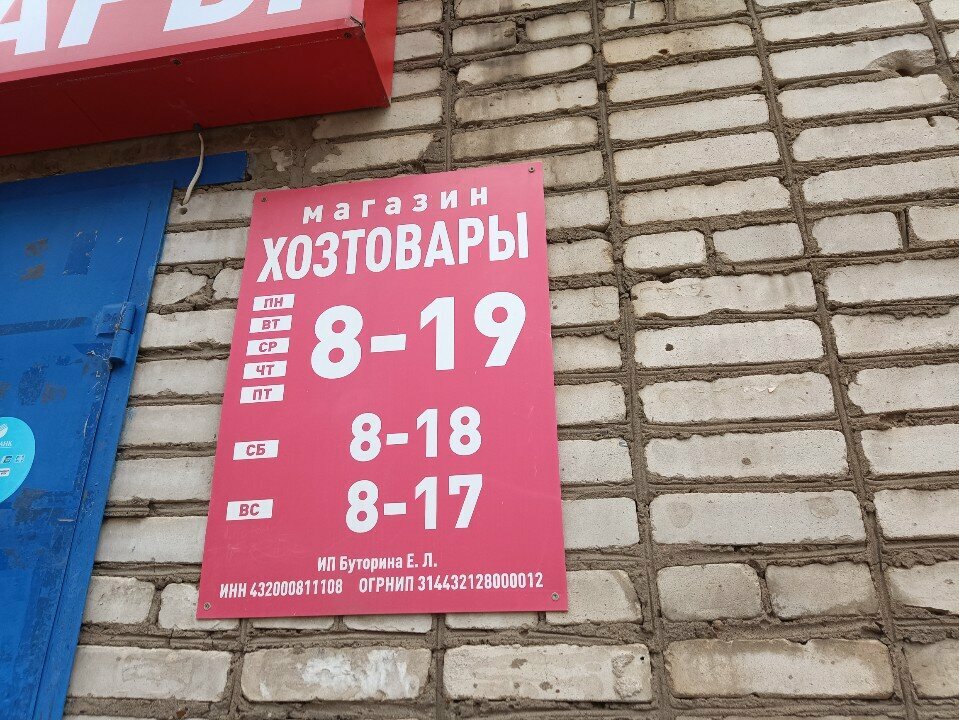 АРЫ
магазин
ХОЗТОВАРЫ
ПН
ВТ
СР
ЧТ
ПТ
8-19
СБ
8-18
ВС
8-17
ИП Буторина Е. Л.
ИНН 432000811108 ОГРНИП 314432128000012